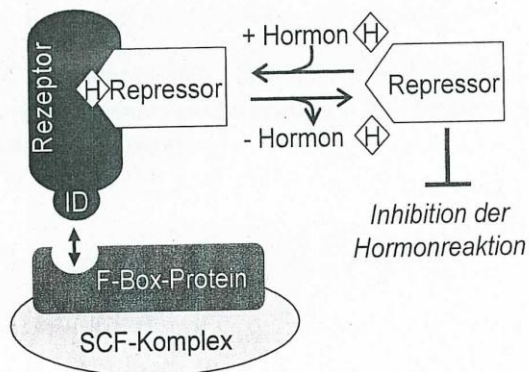 + Hormon H
Rezeptor
H Repressor
Repressor
- Hormon H
ID
Inhibition der
Hormonreaktion
F-Box-Protein
SCF-Komplex